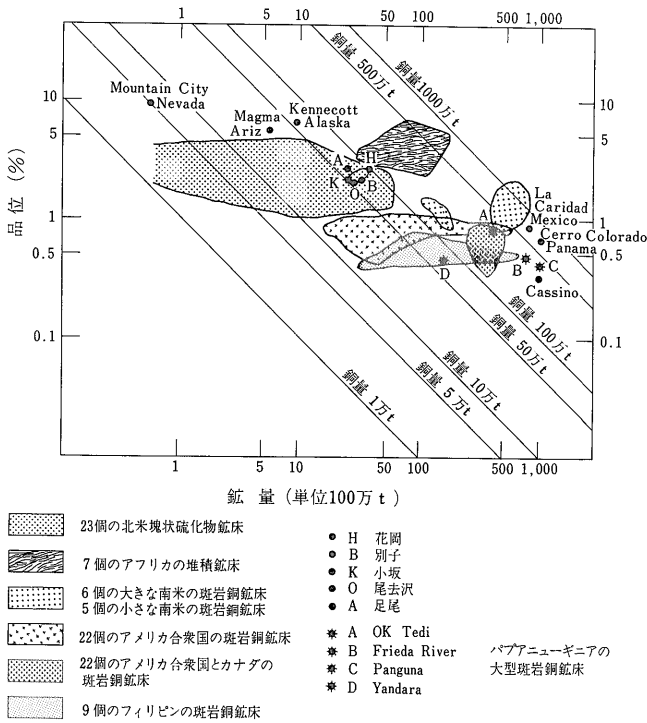 1 5 10 50 100 500 1,000
銅量 500万t
銅量 1000万t
10
5
1
0.5
0.1
品位 (%)
Mountain City
Nevada
Magma
Ariz
Kennecott
Alaska
A H
K O B
La
Caridad
Mexico
Cerro Colorado
Panama
A
B C
D
Cassino
10
5
1
0.5
0.1
銅量 100万t
銅量 50万t
銅量 10万t
銅量 5万t
銅量 1万t
1 5 10 50 100 500 1,000
鉱量 (単位100万t)
23個の北米塊状硫化物鉱床
7個のアフリカの堆積鉱床
6個の大きな南米の斑岩銅鉱床
5個の小さな南米の斑岩銅鉱床
22個のアメリカ合衆国の斑岩銅鉱床
22個のアメリカ合衆国とカナダの
斑岩銅鉱床
9個のフィリピンの斑岩銅鉱床
H 花岡
B 別子
K 小坂
O 尾去沢
A 足尾
A OK Tedi
B Frieda River
C Panguna
D Yandara
パプアニューギニアの
大型斑岩銅鉱床